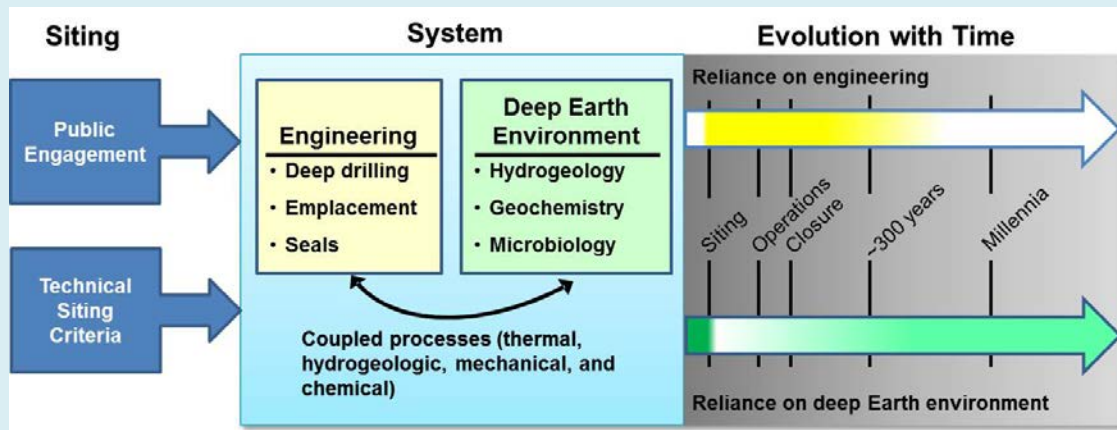 Siting
Public
Engagement
Technical
Siting
Criteria
System
Engineering
· Deep drilling
· Emplacement
· Seals
Deep Earth
Environment
· Hydrogeology
· Geochemistry
· Microbiology
Coupled processes (thermal,
hydrogeologic, mechanical, and
chemical)
Evolution with Time
Reliance on engineering
Siting
Operations
Closure
~300 years
Millennia
Reliance on deep Earth environment